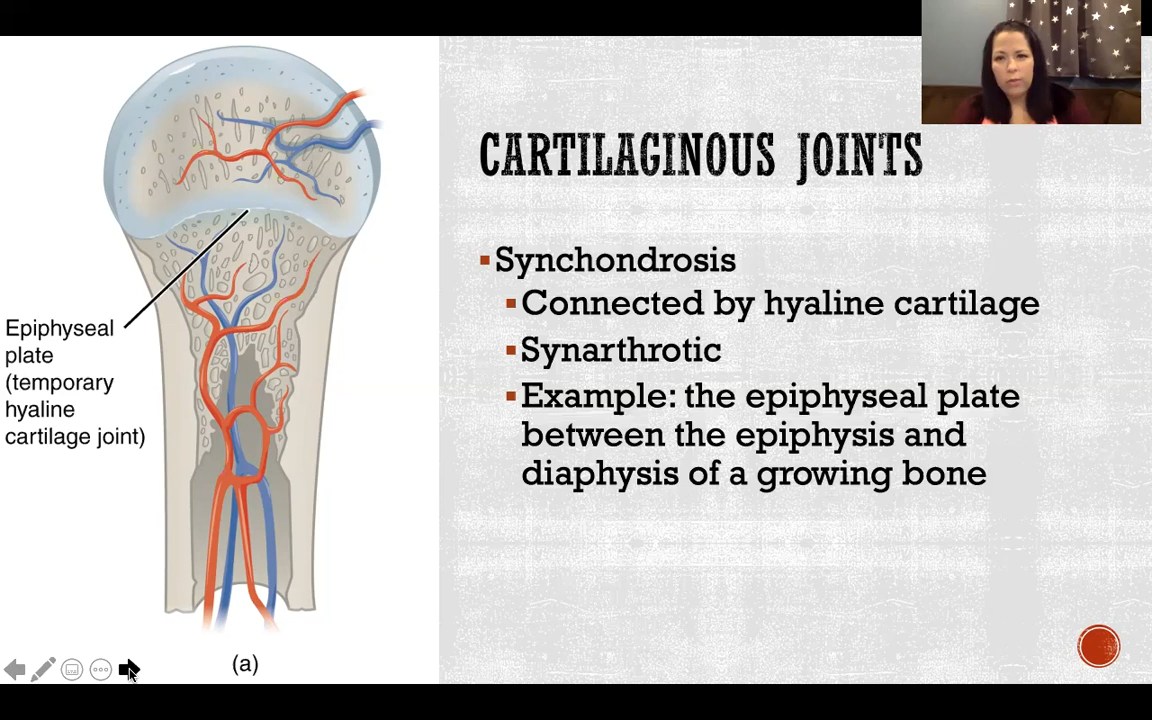 CARTILAGINOUS JOINTS
Synchondrosis
Connected by hyaline cartilage
Synarthrotic
Example: the epiphyseal plate
between the epiphysis and
diaphysis of a growing bone
Epiphyseal
plate
(temporary
hyaline
cartilage joint)
(a)